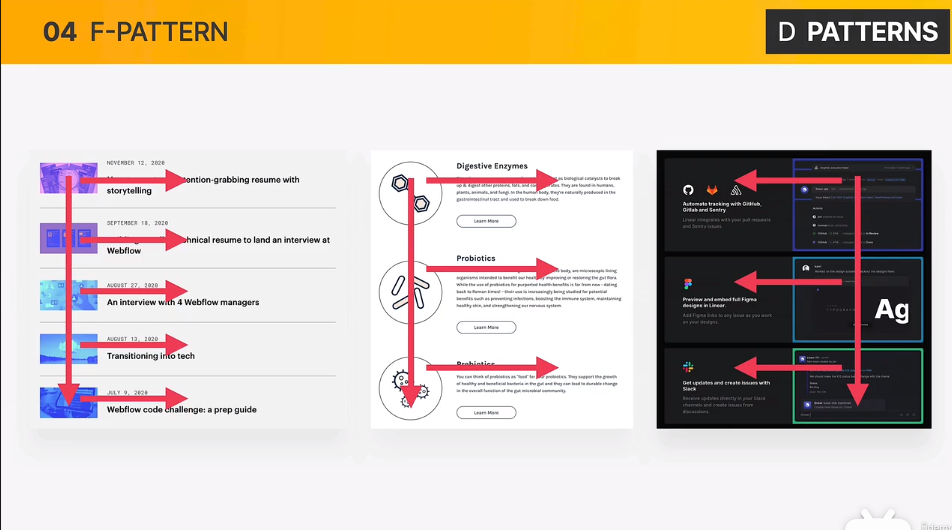 04 F-PATTERN
D PATTERNS
NOVEMBER 12, 2020
tention-grabbing resume with
storytelling
SEPTEMBER 18, 2020
chnical resume to land an interview at
Webflow
AUGUST 27, 2020
An interview with 4 Webflow managers
AUGUST 13, 2020
Transitioning into tech
JULY 9, 2020
Webflow code challenge: a prep guide
Digestive Enzymes
as biological catalysts to break
up & digest other proteins, fats, and
They are found in humans,
plants, animals, and fungi. In the human body, they're naturally produced in the
gastrointestinal tract and used to break down food.
Learn More
Probiotics
body, are microscopic living
organisms intended to benefit our health by improving or restoring the gut flora.
While the use of probiotics for purported health benefits is far from new - dating
back to Roman times! - their use is increasingly being studied for potential
benefits such as preventing infections, boosting the immune system, maintaining
healthy skin, and strengthening our nervous system.
Learn More
Prebiotics
You can think of prebiotics as "food" for your probiotics. They support the
growth of healthy and beneficial bacteria in the gut and they can lead to durable change
in the overall function of the gut microbial community.
Learn More
Automate tracking with GitHub,
Gitlab and Sentry
Linear integrates with your pull requests
and Sentry issues.
Preview and embed full Figma
designs in Linear.
Add Figma links to any issue as you work
on your designs.
Ag
Get updates and create issues with
Slack
Receive updates directly in your Slack
channels and create issues from
discussions.